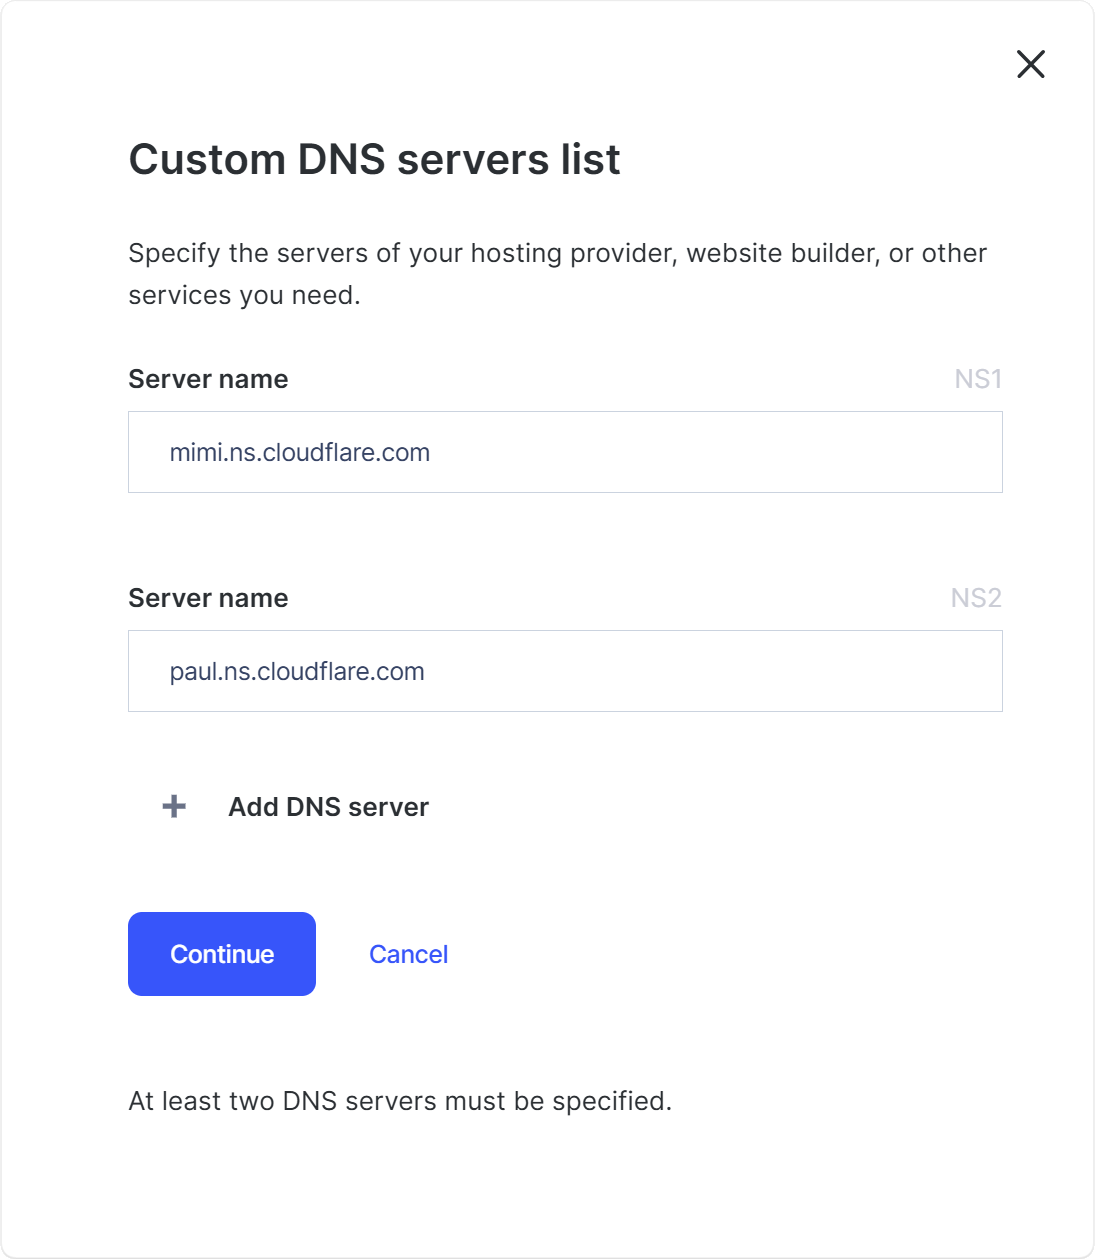 Custom DNS servers list
Specify the servers of your hosting provider, website builder, or other
services you need.
Server name NS1
mimi.ns.cloudflare.com
Server name NS2
paul.ns.cloudflare.com
Add DNS server
Continue Cancel
At least two DNS servers must be specified.